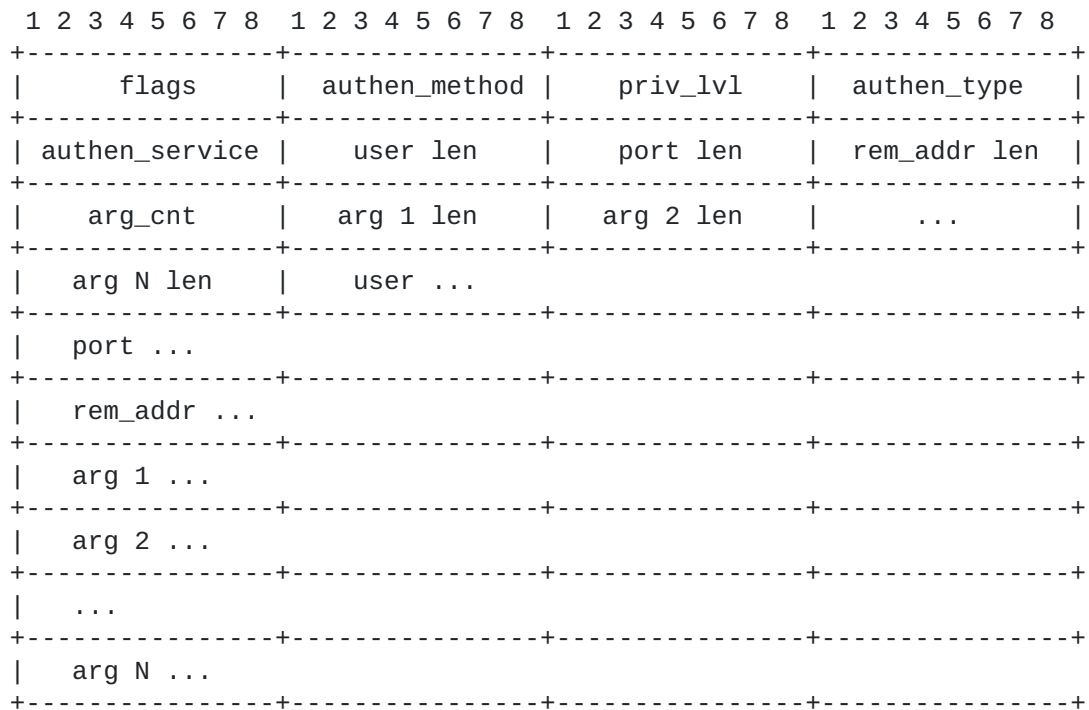 1 2 3 4 5 6 7 8  1 2 3 4 5 6 7 8  1 2 3 4 5 6 7 8  1 2 3 4 5 6 7 8
+----------------+----------------+----------------+----------------+
|      flags     |  authen_method |    priv_lvl    |  authen_type   |
+----------------+----------------+----------------+----------------+
| authen_service |    user len    |    port len    |  rem_addr len  |
+----------------+----------------+----------------+----------------+
|    arg_cnt     |   arg 1 len    |   arg 2 len    |      ...       |
+----------------+----------------+----------------+----------------+
|   arg N len    |    user ...
+----------------+----------------+----------------+----------------+
|   port ...
+----------------+----------------+----------------+----------------+
|   rem_addr ...
+----------------+----------------+----------------+----------------+
|   arg 1 ...
+----------------+----------------+----------------+----------------+
|   arg 2 ...
+----------------+----------------+----------------+----------------+
|   ...
+----------------+----------------+----------------+----------------+
|   arg N ...
+----------------+----------------+----------------+----------------+